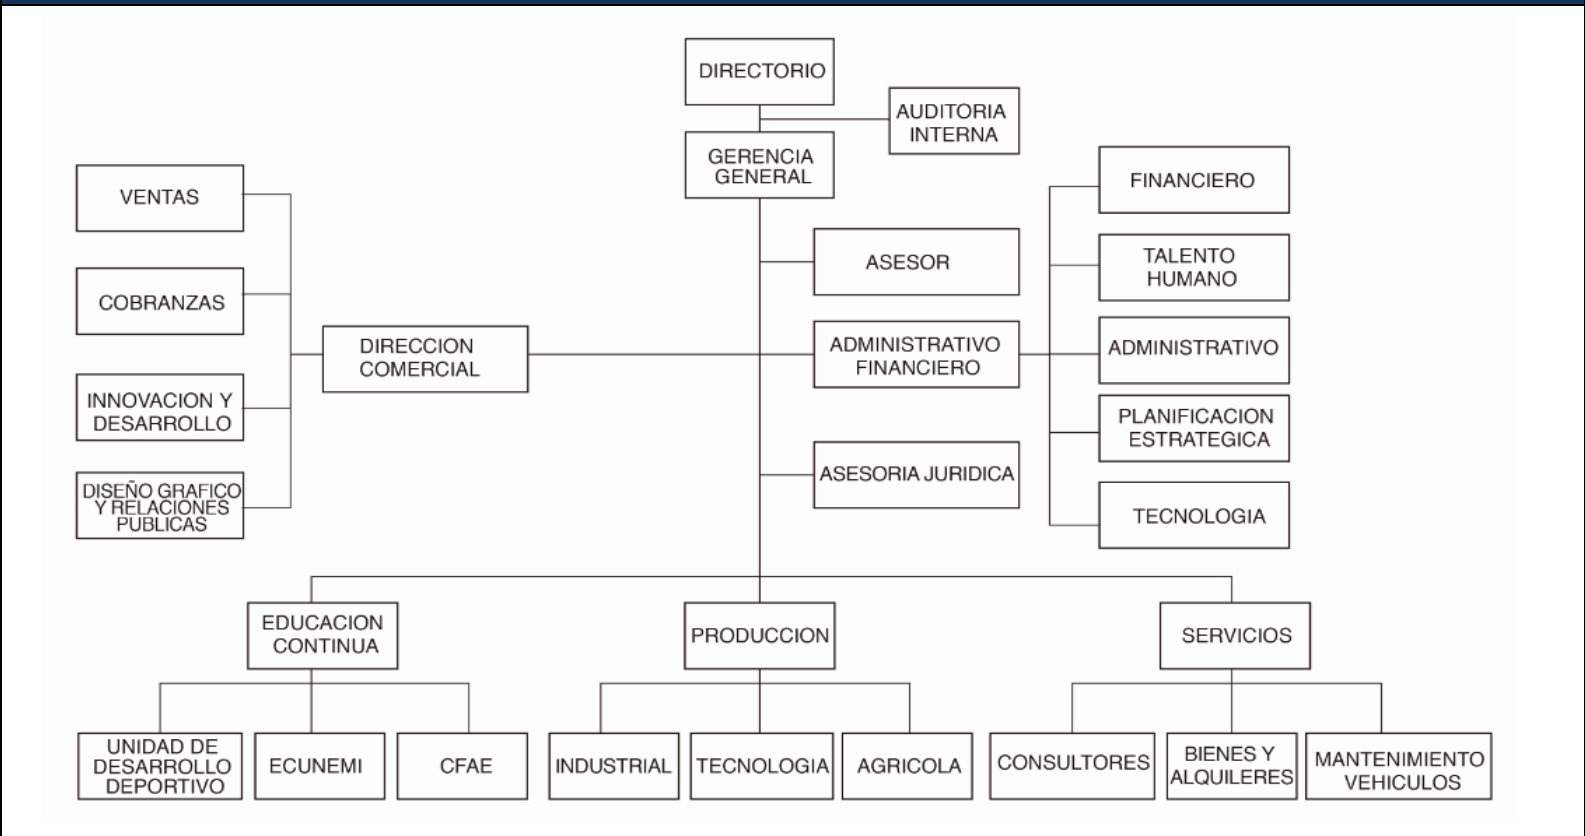 DIRECTORIO
AUDITORIA
INTERNA
GERENCIA
GENERAL
VENTAS
COBRANZAS
INNOVACION Y
DESARROLLO
DISEÑO GRAFICO
Y RELACIONES
PUBLICAS
DIRECCION
COMERCIAL
ASESOR
ADMINISTRATIVO
FINANCIERO
ASESORIA JURIDICA
FINANCIERO
TALENTO
HUMANO
ADMINISTRATIVO
PLANIFICACION
ESTRATEGICA
TECNOLOGIA
EDUCACION
CONTINUA
PRODUCCION
SERVICIOS
UNIDAD DE
DESARROLLO
DEPORTIVO
ECUNEMI
CFAE
INDUSTRIAL
TECNOLOGIA
AGRICOLA
CONSULTORES
BIENES Y
ALQUILERES
MANTENIMIENTO
VEHICULOS